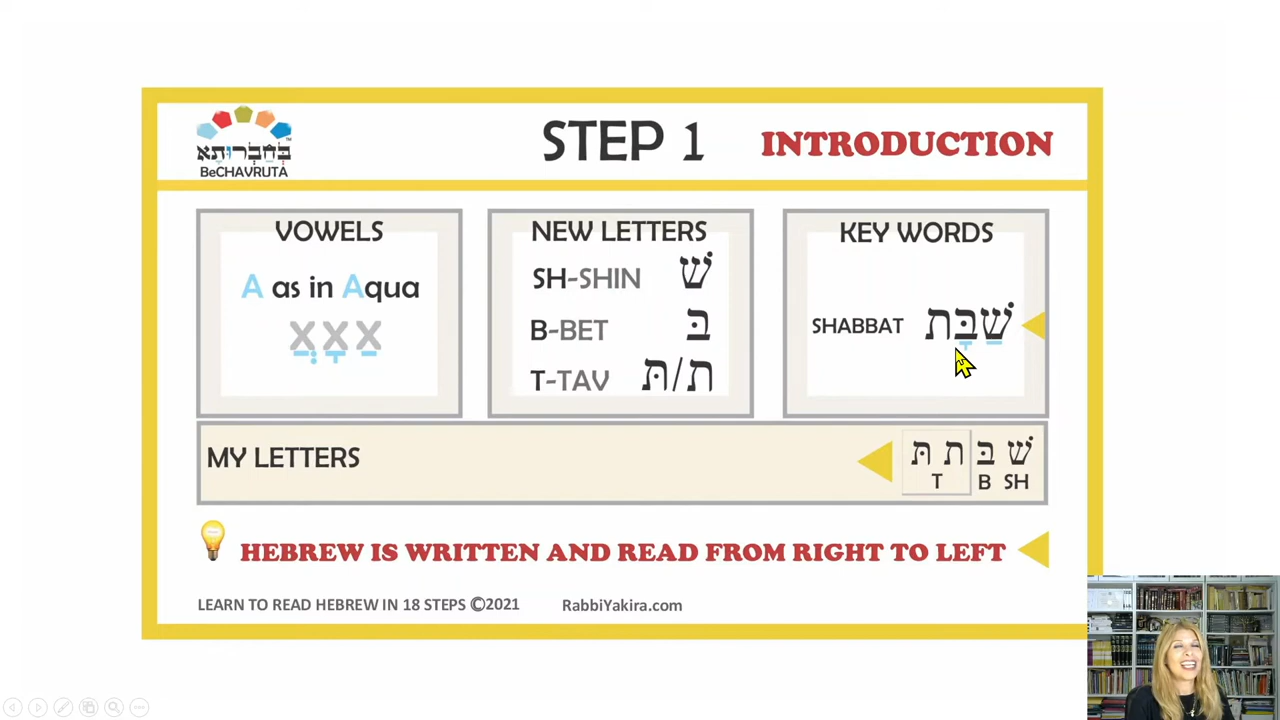 בְּחַבְרוּתָא
BeCHAVRUTA
STEP 1
INTRODUCTION
VOWELS
A as in Aqua
X X X
NEW LETTERS
SH-SHIN שׁ
B-BET בּ
T-TAV תּ/ת
KEY WORDS
SHABBAT שַׁבָּת
MY LETTERS
שׁ בּ ת תּ
T B SH
HEBREW IS WRITTEN AND READ FROM RIGHT TO LEFT
LEARN TO READ HEBREW IN 18 STEPS ©2021 RabbiYakira.com